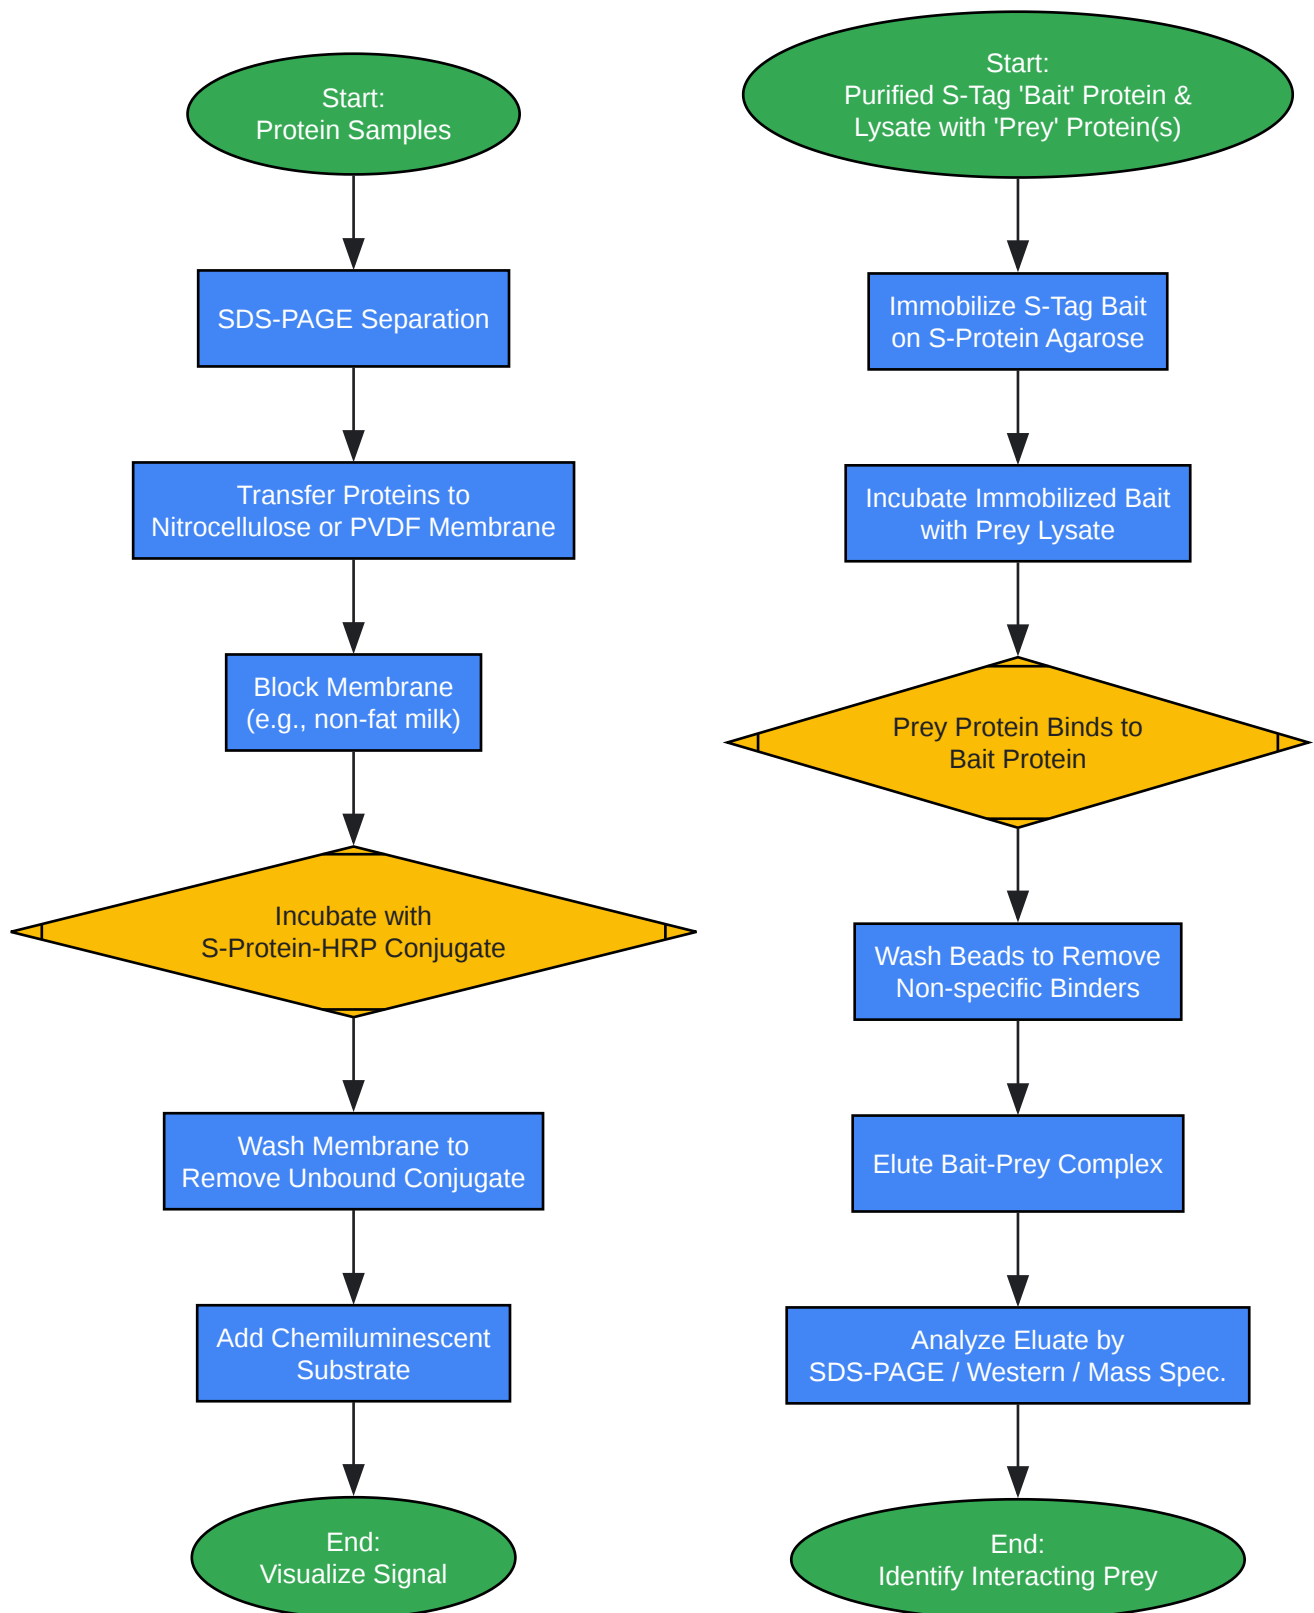 Start:
Protein Samples
SDS-PAGE Separation
Transfer Proteins to
Nitrocellulose or PVDF Membrane
Block Membrane
(e.g., non-fat milk)
Incubate with
S-Protein-HRP Conjugate
Wash Membrane to
Remove Unbound Conjugate
Add Chemiluminescent
Substrate
End:
Visualize Signal
Start:
Purified S-Tag 'Bait' Protein &
Lysate with 'Prey' Protein(s)
Immobilize S-Tag Bait
on S-Protein Agarose
Incubate Immobilized Bait
with Prey Lysate
Prey Protein Binds to
Bait Protein
Wash Beads to Remove
Non-specific Binders
Elute Bait-Prey Complex
Analyze Eluate by
SDS-PAGE / Western / Mass Spec.
End:
Identify Interacting Prey